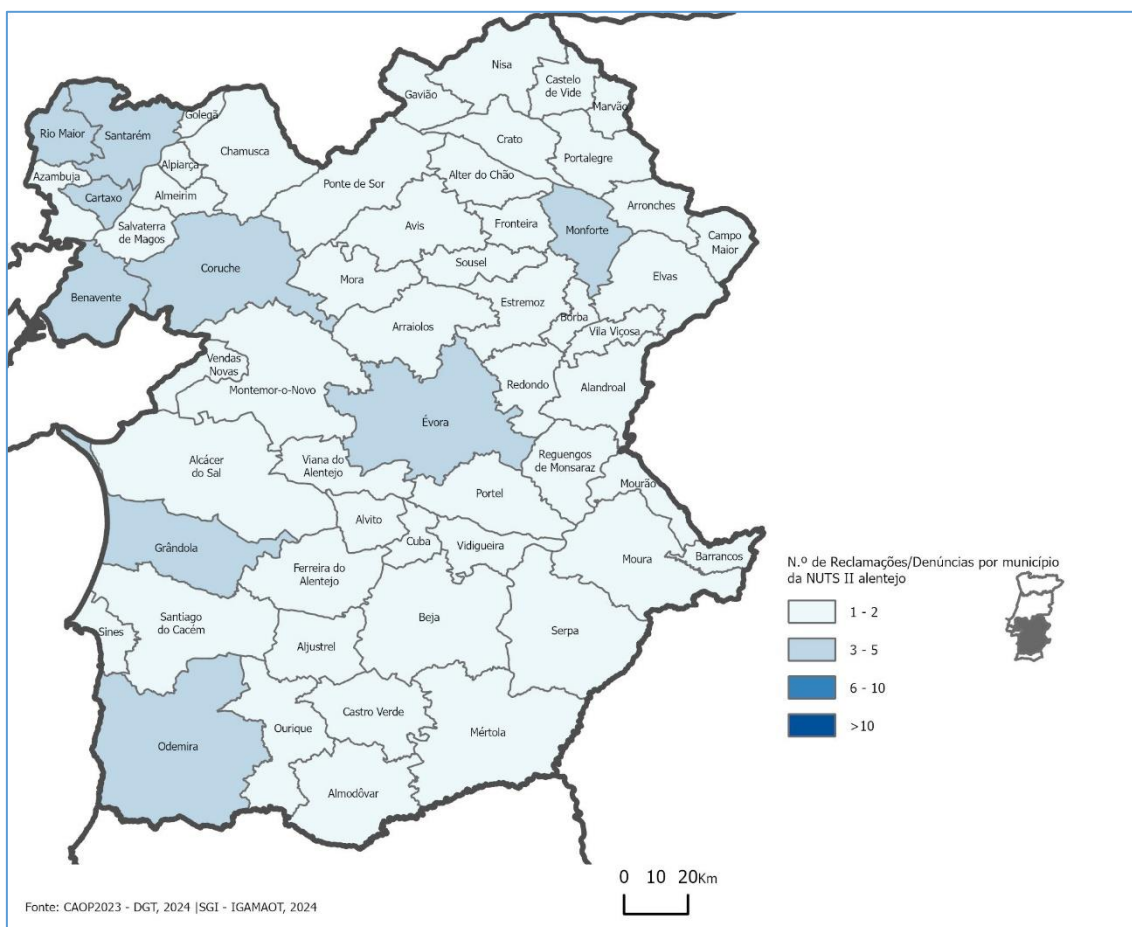 Nisa
Castelo
de Vide
Gavião
Marvão
Golegã
Rio Maior
Santarém
Crato
Chamusca
Alpiarça
Portalegre
Azambuja
Ponte de Sor
Alter do Chão
Cartaxo
Almeirim
Arronches
Salvaterra
de Magos
Avis
Fronteira
Monforte
Campo
Maior
Sousel
Coruche
Mora
Elvas
Benavente
Estremoz
Borba
Arraiolos
Vila Viçosa
Vendas
Novas
Redondo
Alandroal
Montemor-o-Novo
Évora
Alcácer
do Sal
Viana do
Alentejo
Reguengos
de Monsaraz
Mourão
Portel
Alvito
Cuba
Vidigueira
Grândola
Moura
Barrancos
Ferreira do
Alentejo
Santiago
do Cacém
Sines
Beja
Serpa
Aljustrel
Castro Verde
Ourique
Mértola
Odemira
Almodôvar
N.º de Reclamações/Denúncias por município
da NUTS II alentejo
1 - 2
3 - 5
6 - 10
>10
0 10 20Km
Fonte: CAOP2023 - DGT, 2024 |SGI - IGAMAOT, 2024